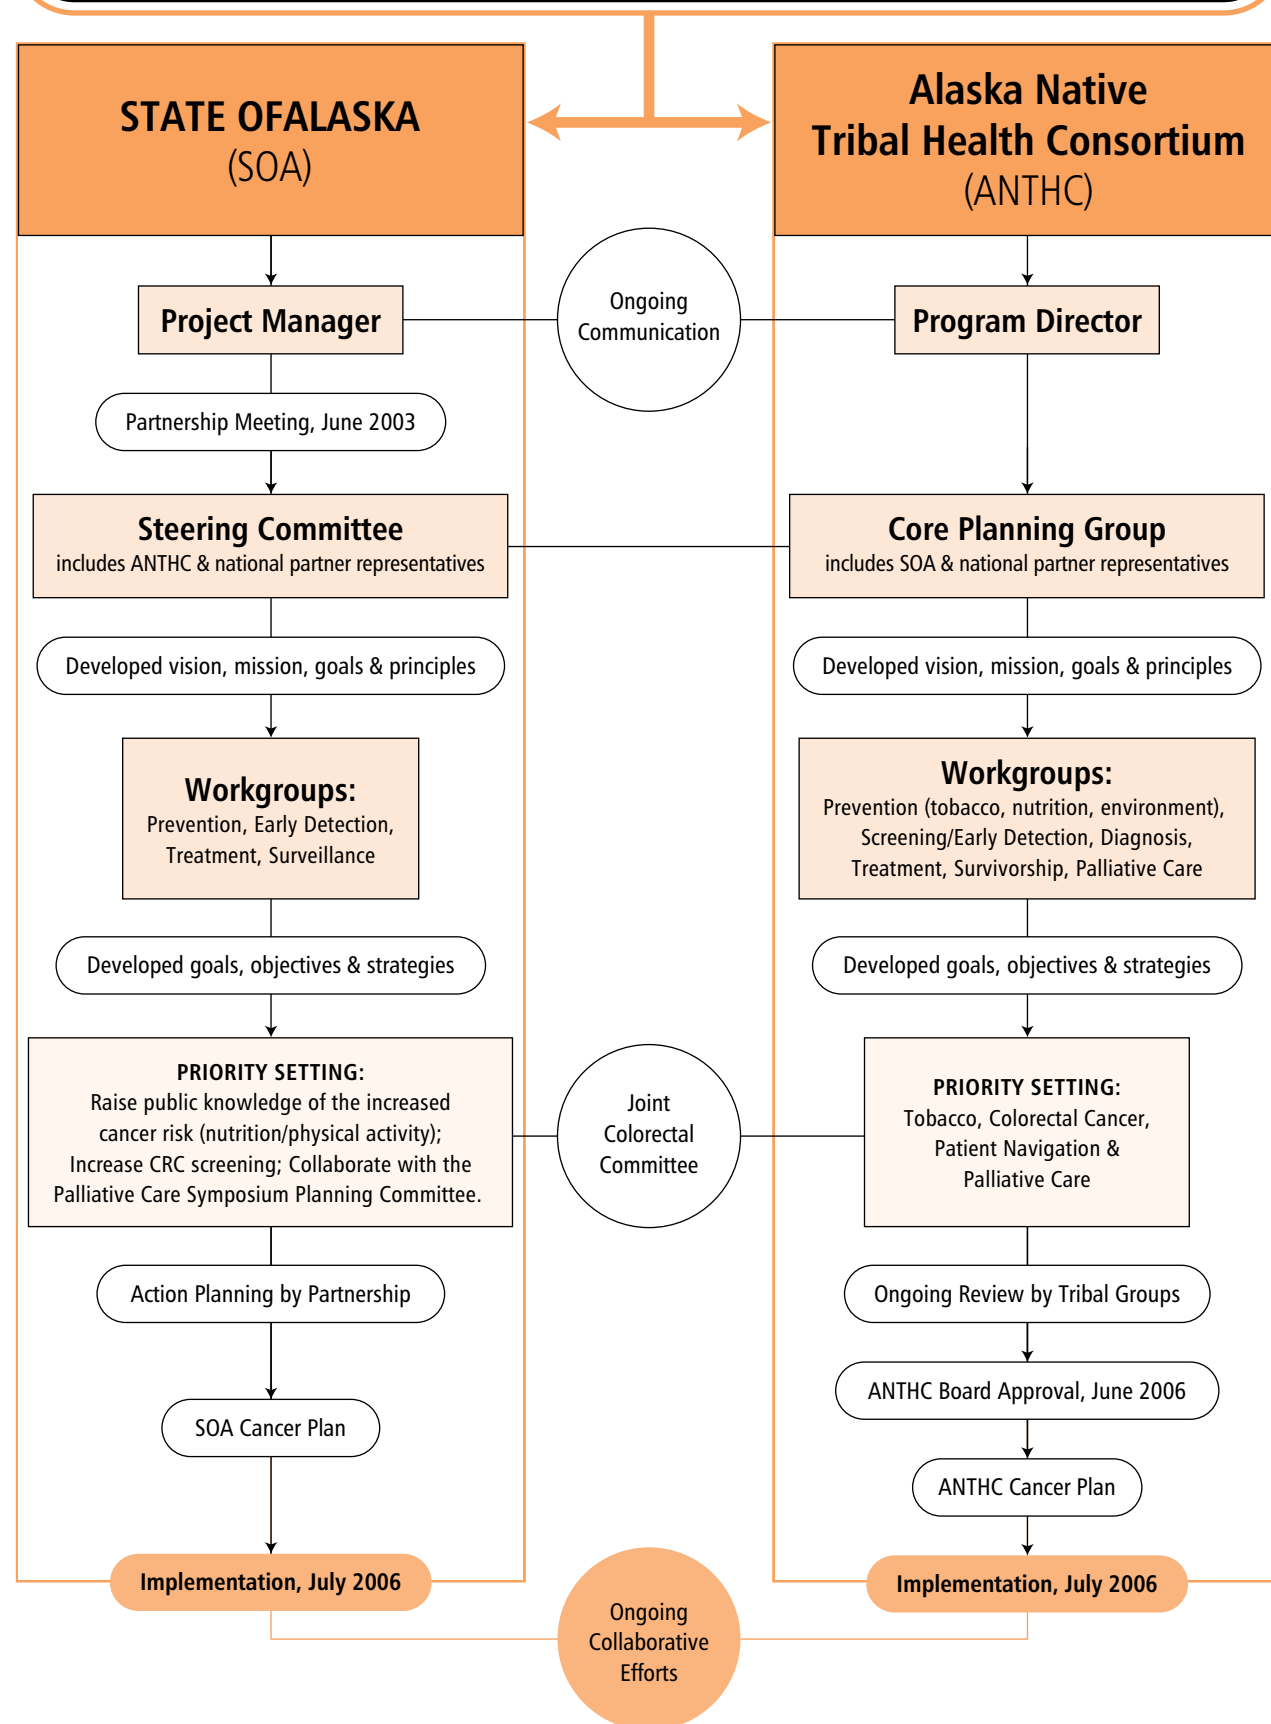 STATE OFALASKA
(SOA)
Alaska Native
Tribal Health Consortium
(ANTHC)
Project Manager
Ongoing
Communication
Program Director
Partnership Meeting, June 2003
Steering Committee
includes ANTHC & national partner representatives
Core Planning Group
includes SOA & national partner representatives
Developed vision, mission, goals & principles
Developed vision, mission, goals & principles
Workgroups:
Prevention, Early Detection,
Treatment, Surveillance
Workgroups:
Prevention (tobacco, nutrition, environment),
Screening/Early Detection, Diagnosis,
Treatment, Survivorship, Palliative Care
Developed goals, objectives & strategies
Developed goals, objectives & strategies
PRIORITY SETTING:
Raise public knowledge of the increased
cancer risk (nutrition/physical activity);
Increase CRC screening; Collaborate with the
Palliative Care Symposium Planning Committee.
Joint
Colorectal
Committee
PRIORITY SETTING:
Tobacco, Colorectal Cancer,
Patient Navigation &
Palliative Care
Action Planning by Partnership
Ongoing Review by Tribal Groups
ANTHC Board Approval, June 2006
SOA Cancer Plan
ANTHC Cancer Plan
Implementation, July 2006
Implementation, July 2006
Ongoing
Collaborative
Efforts